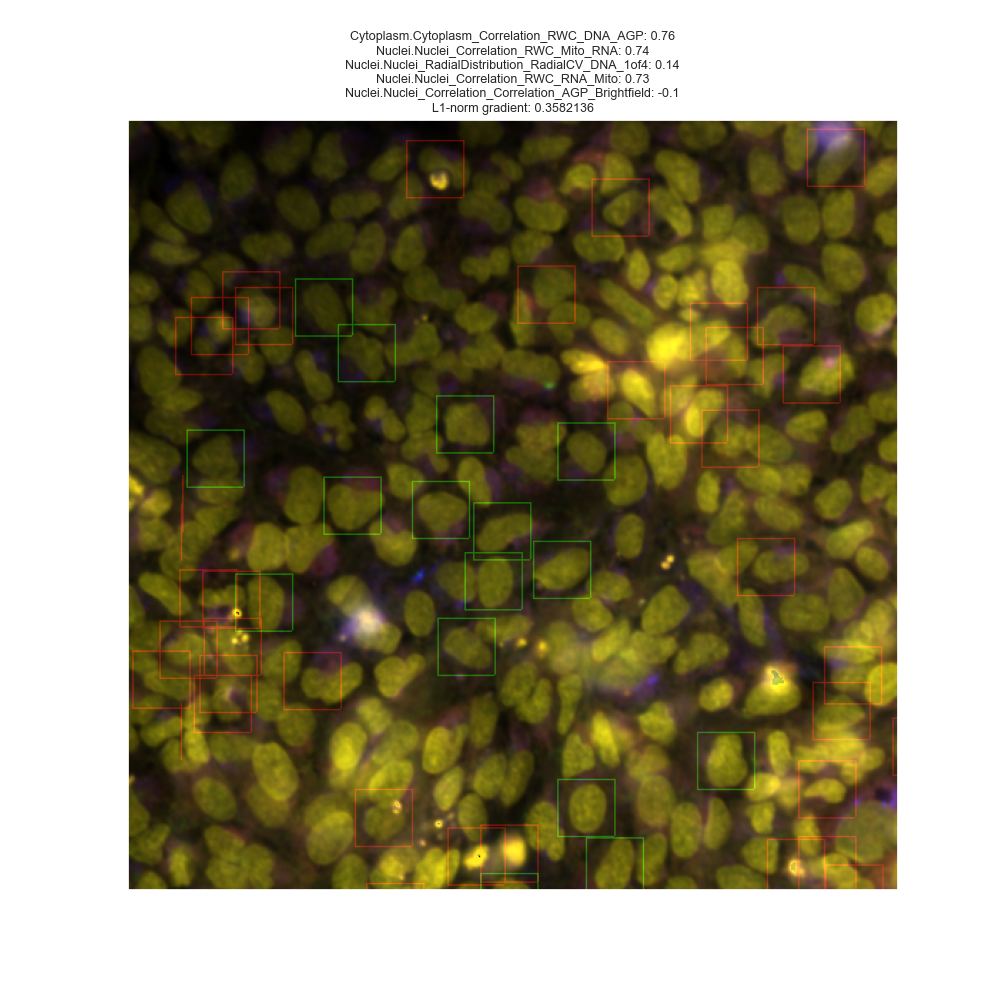 Cytoplasm.Cytoplasm_Correlation_RWC_DNA_AGP: 0.76
Nuclei.Nuclei_Correlation_RWC_Mito_RNA: 0.74
Nuclei.Nuclei_RadialDistribution_RadialCV_DNA_1of4: 0.14
Nuclei.Nuclei_Correlation_RWC_RNA_Mito: 0.73
Nuclei.Nuclei_Correlation_Correlation_AGP_Brightfield: -0.1
L1-norm gradient: 0.3582136